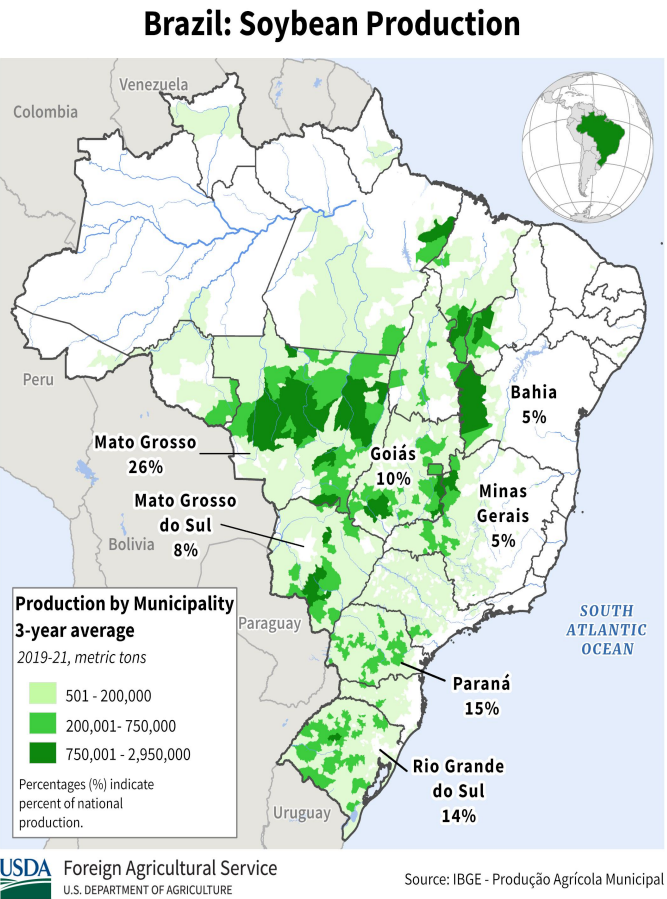 Brazil: Soybean Production
Venezuela
Colombia
Peru
Bahia
5%
Mato Grosso
26%
Goiás
10%
Minas
Gerais
5%
Mato Grosso
do Sul
8%
Bolivia
Production by Municipality
3-year average
2019-21, metric tons
501 - 200,000
200,001- 750,000
750,001 - 2,950,000
Percentages (%) indicate
percent of national
production.
Paraguay
SOUTH
ATLANTIC
OCEAN
Paraná
15%
Rio Grande
do Sul
14%
Uruguay
USDA
Foreign Agricultural Service
U.S. DEPARTMENT OF AGRICULTURE
Source: IBGE - Produção Agrícola Municipal